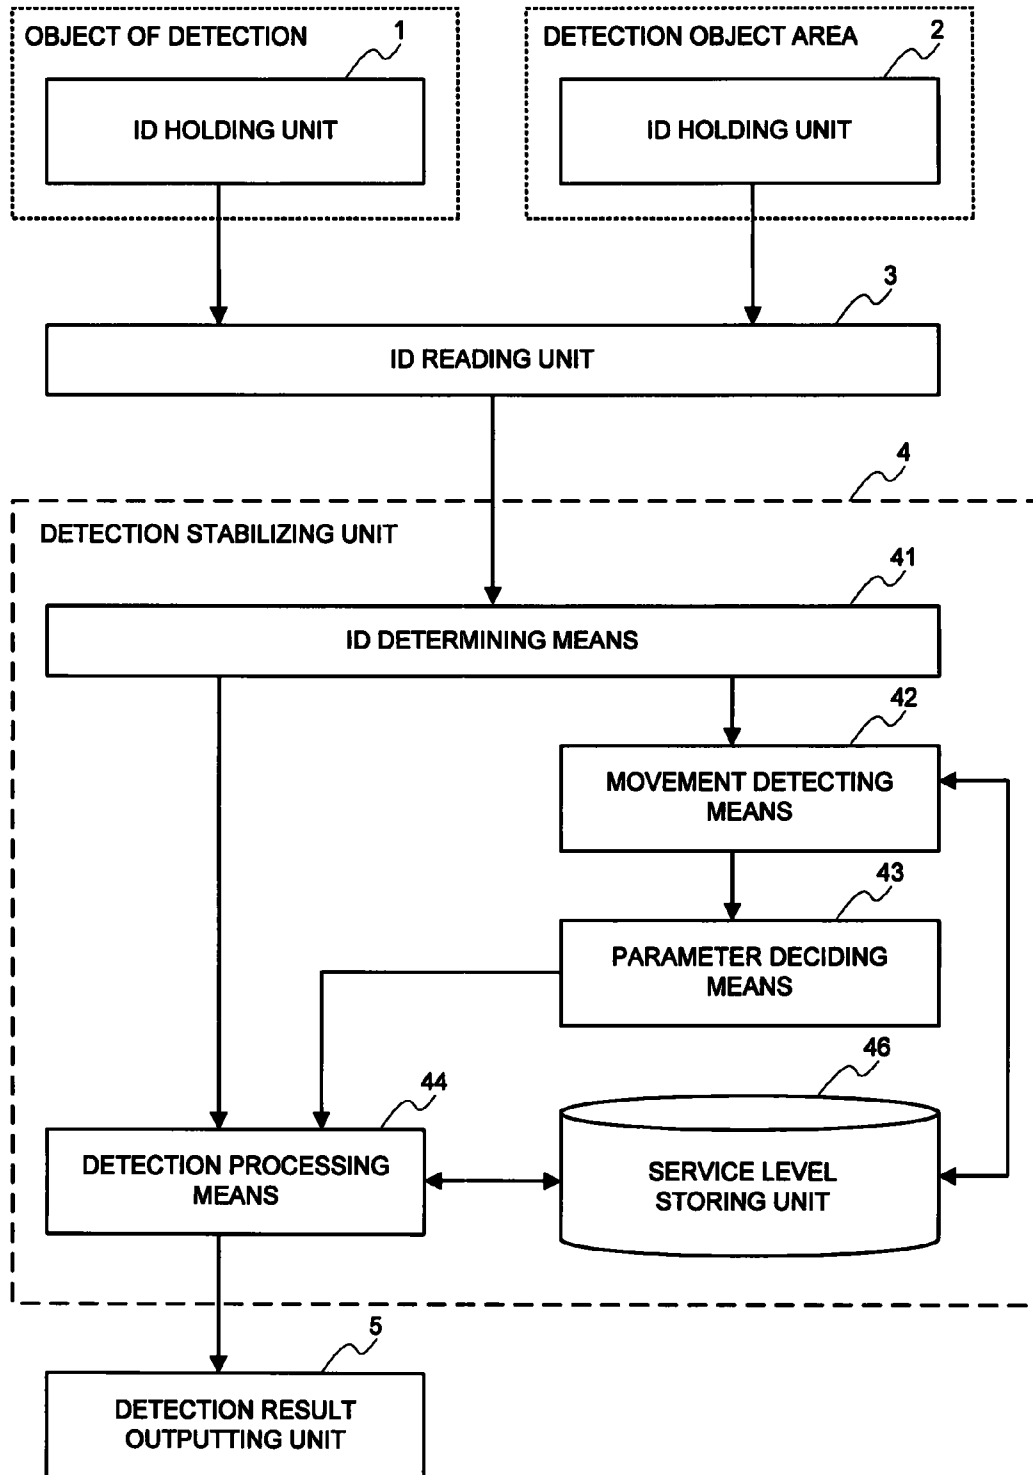 OBJECT OF DETECTION
1
ID HOLDING UNIT
DETECTION OBJECT AREA
2
ID HOLDING UNIT
3
ID READING UNIT
4
DETECTION STABILIZING UNIT
41
ID DETERMINING MEANS
42
MOVEMENT DETECTING
MEANS
43
PARAMETER DECIDING
MEANS
44
DETECTION PROCESSING
MEANS
46
SERVICE LEVEL
STORING UNIT
5
DETECTION RESULT
OUTPUTTING UNIT